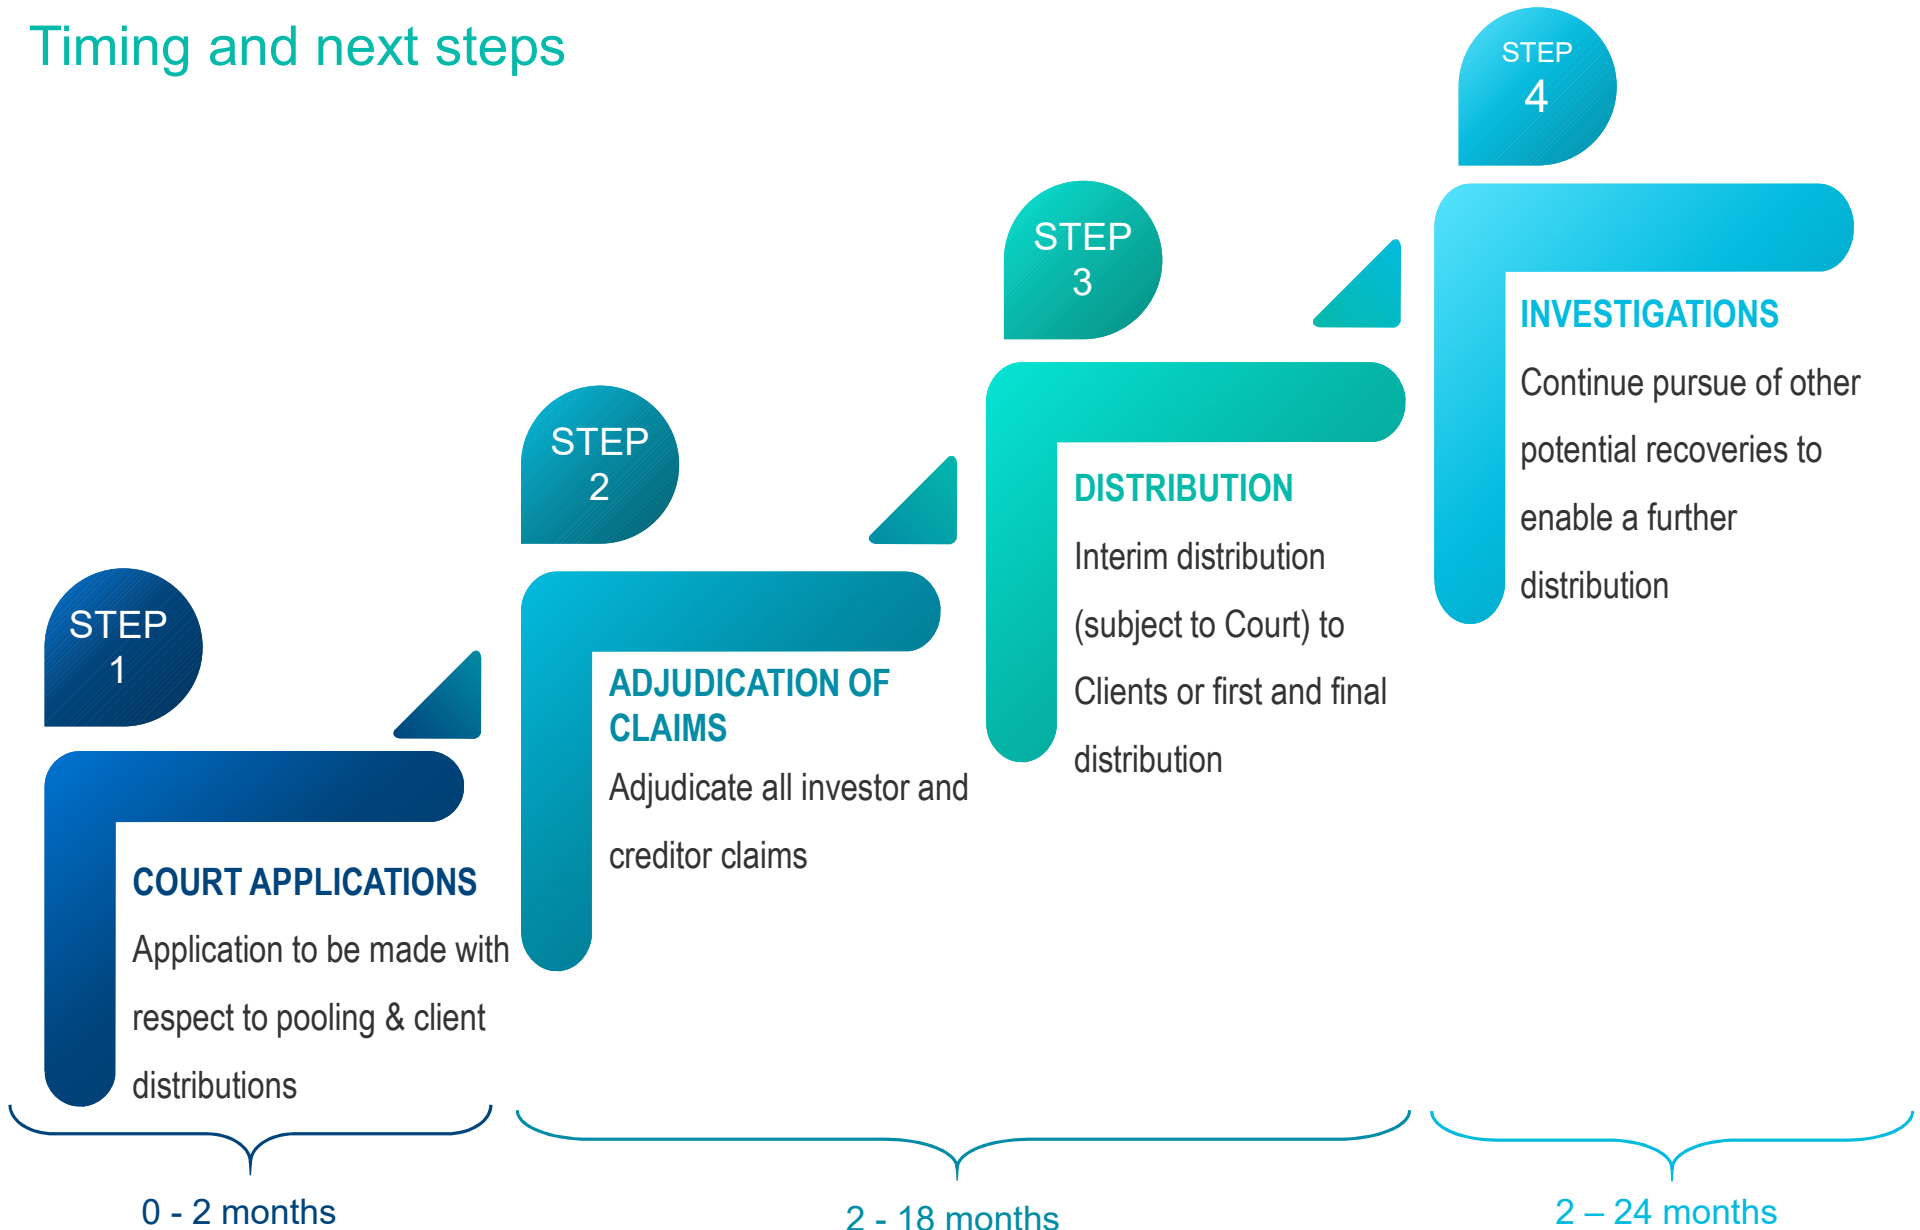 Timing and next steps
STEP
1
COURT APPLICATIONS
Application to be made with
respect to pooling & client
distributions
0 - 2 months
STEP
2
ADJUDICATION OF
CLAIMS
Adjudicate all investor and
creditor claims
STEP
3
DISTRIBUTION
Interim distribution
(subject to Court) to
Clients or first and final
distribution
2 - 18 months
STEP
4
INVESTIGATIONS
Continue pursue of other
potential recoveries to
enable a further
distribution
2 – 24 months